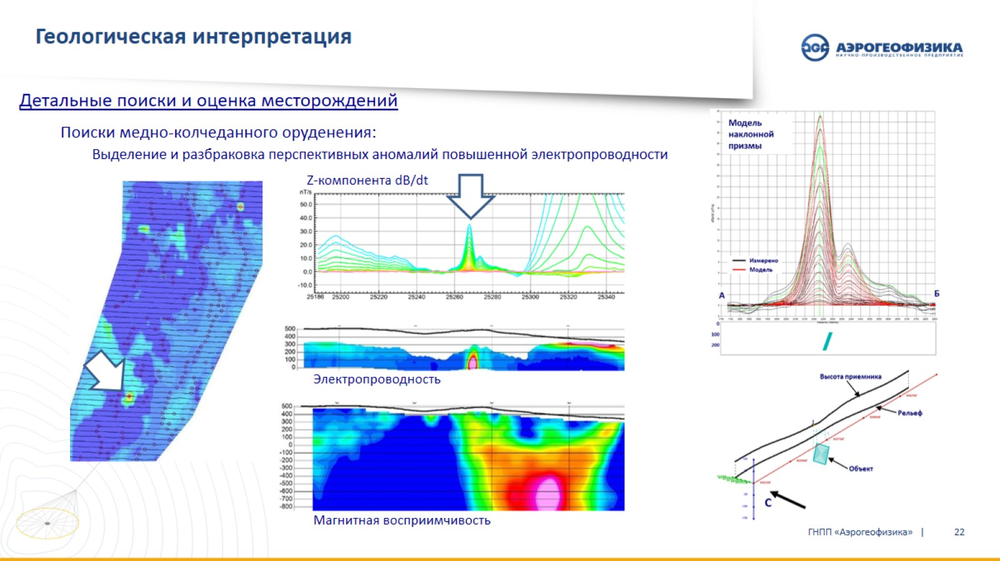 Геологическая интерпретация
АЭРОГЕОФИЗИКА
НАУЧНО-ПРОИЗВОДСТВЕННОЕ ПРЕДПРИЯТИЕ
Детальные поиски и оценка месторождений
Поиски медно-колчеданного оруденения:
Выделение и разбраковка перспективных аномалий повышенной электропроводности
Z-компонента dB/dt
nT/s
50.0
40.0
30.0
20.0
10.0
0.0
-10.0
25186 25200 25220 25240 25260 25280 25300 25320 25340
500
400
300
200
100
0
Электропроводность
500
400
300
200
100
0
-100
-200
-300
-400
-500
-600
-700
-800
Магнитная восприимчивость
Модель
наклонной
призмы
Измерено
Модель
А
Б
0
100
200
Высота приемника
Рельеф
Объект
С
ГНПП «Аэрогеофизика» |
22